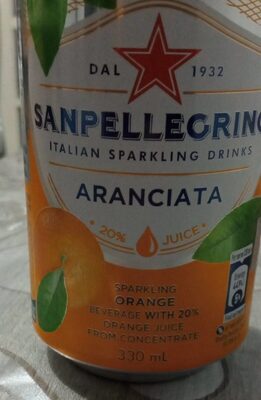 DAL 1932
SANPELLEGRINO
ITALIAN SPARKLING DRINKS
ARANCIATA
• 20% JUICE •
SPARKLING
ORANGE
BEVERAGE WITH 20%
ORANGE JUICE
FROM CONCENTRATE
330 mL